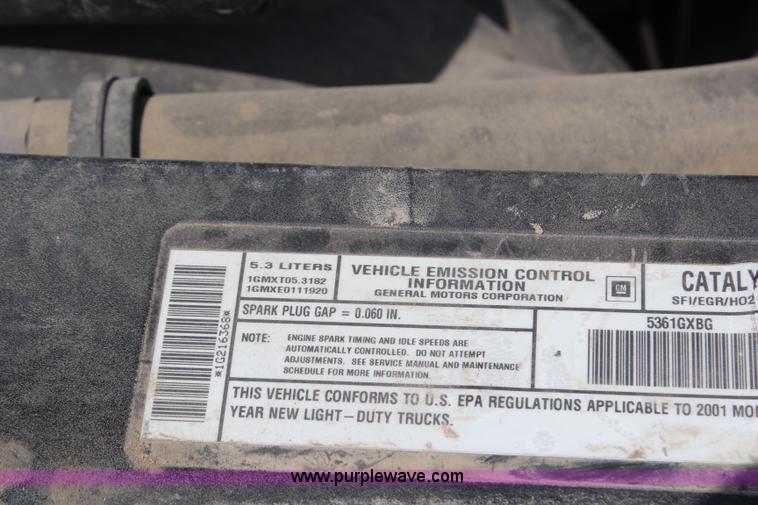 *1G216368*
5.3 LITERS
1GMXT05.3182
1GMXE0111920
VEHICLE EMISSION CONTROL
INFORMATION
GENERAL MOTORS CORPORATION
GM
CATALY
SFI/EGR/HO2
SPARK PLUG GAP = 0.060 IN.
5361GXBG
NOTE: ENGINE SPARK TIMING AND IDLE SPEEDS ARE
AUTOMATICALLY CONTROLLED. DO NOT ATTEMPT
ADJUSTMENTS. SEE SERVICE MANUAL AND MAINTENANCE
SCHEDULE FOR MORE INFORMATION.
THIS VEHICLE CONFORMS TO U.S. EPA REGULATIONS APPLICABLE TO 2001 MO
YEAR NEW LIGHT-DUTY TRUCKS.
www.purplewave.com